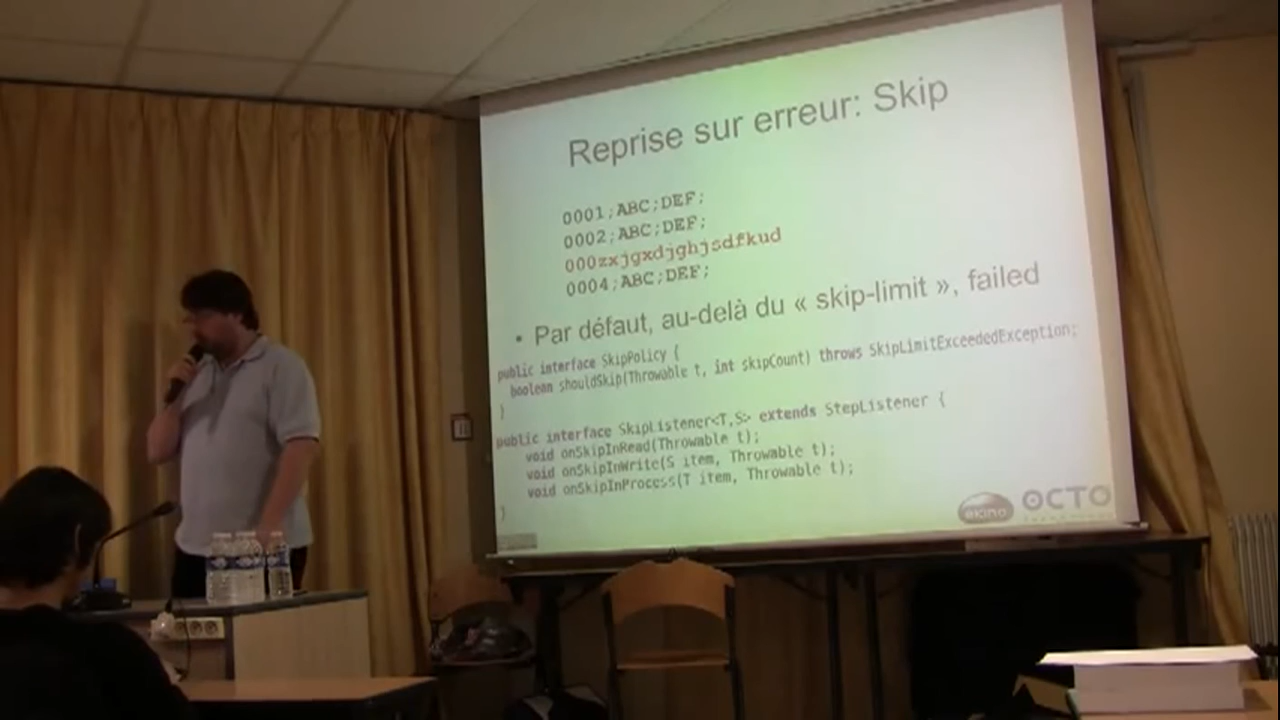 Reprise sur erreur: Skip
0001;ABC;DEF;
0002;ABC;DEF;
000zxjgxdjghjsdfkud
0004;ABC;DEF;
• Par défaut, au-delà du « skip-limit », failed
public interface SkipPolicy {
boolean shouldSkip(Throwable t, int skipCount) throws SkipLimitExceededException;
}
public interface SkipListener<T,S> extends StepListener {
void onSkipInRead(Throwable t);
void onSkipInWrite(S item, Throwable t);
void onSkipInProcess(T item, Throwable t);
}
ekino OCTO